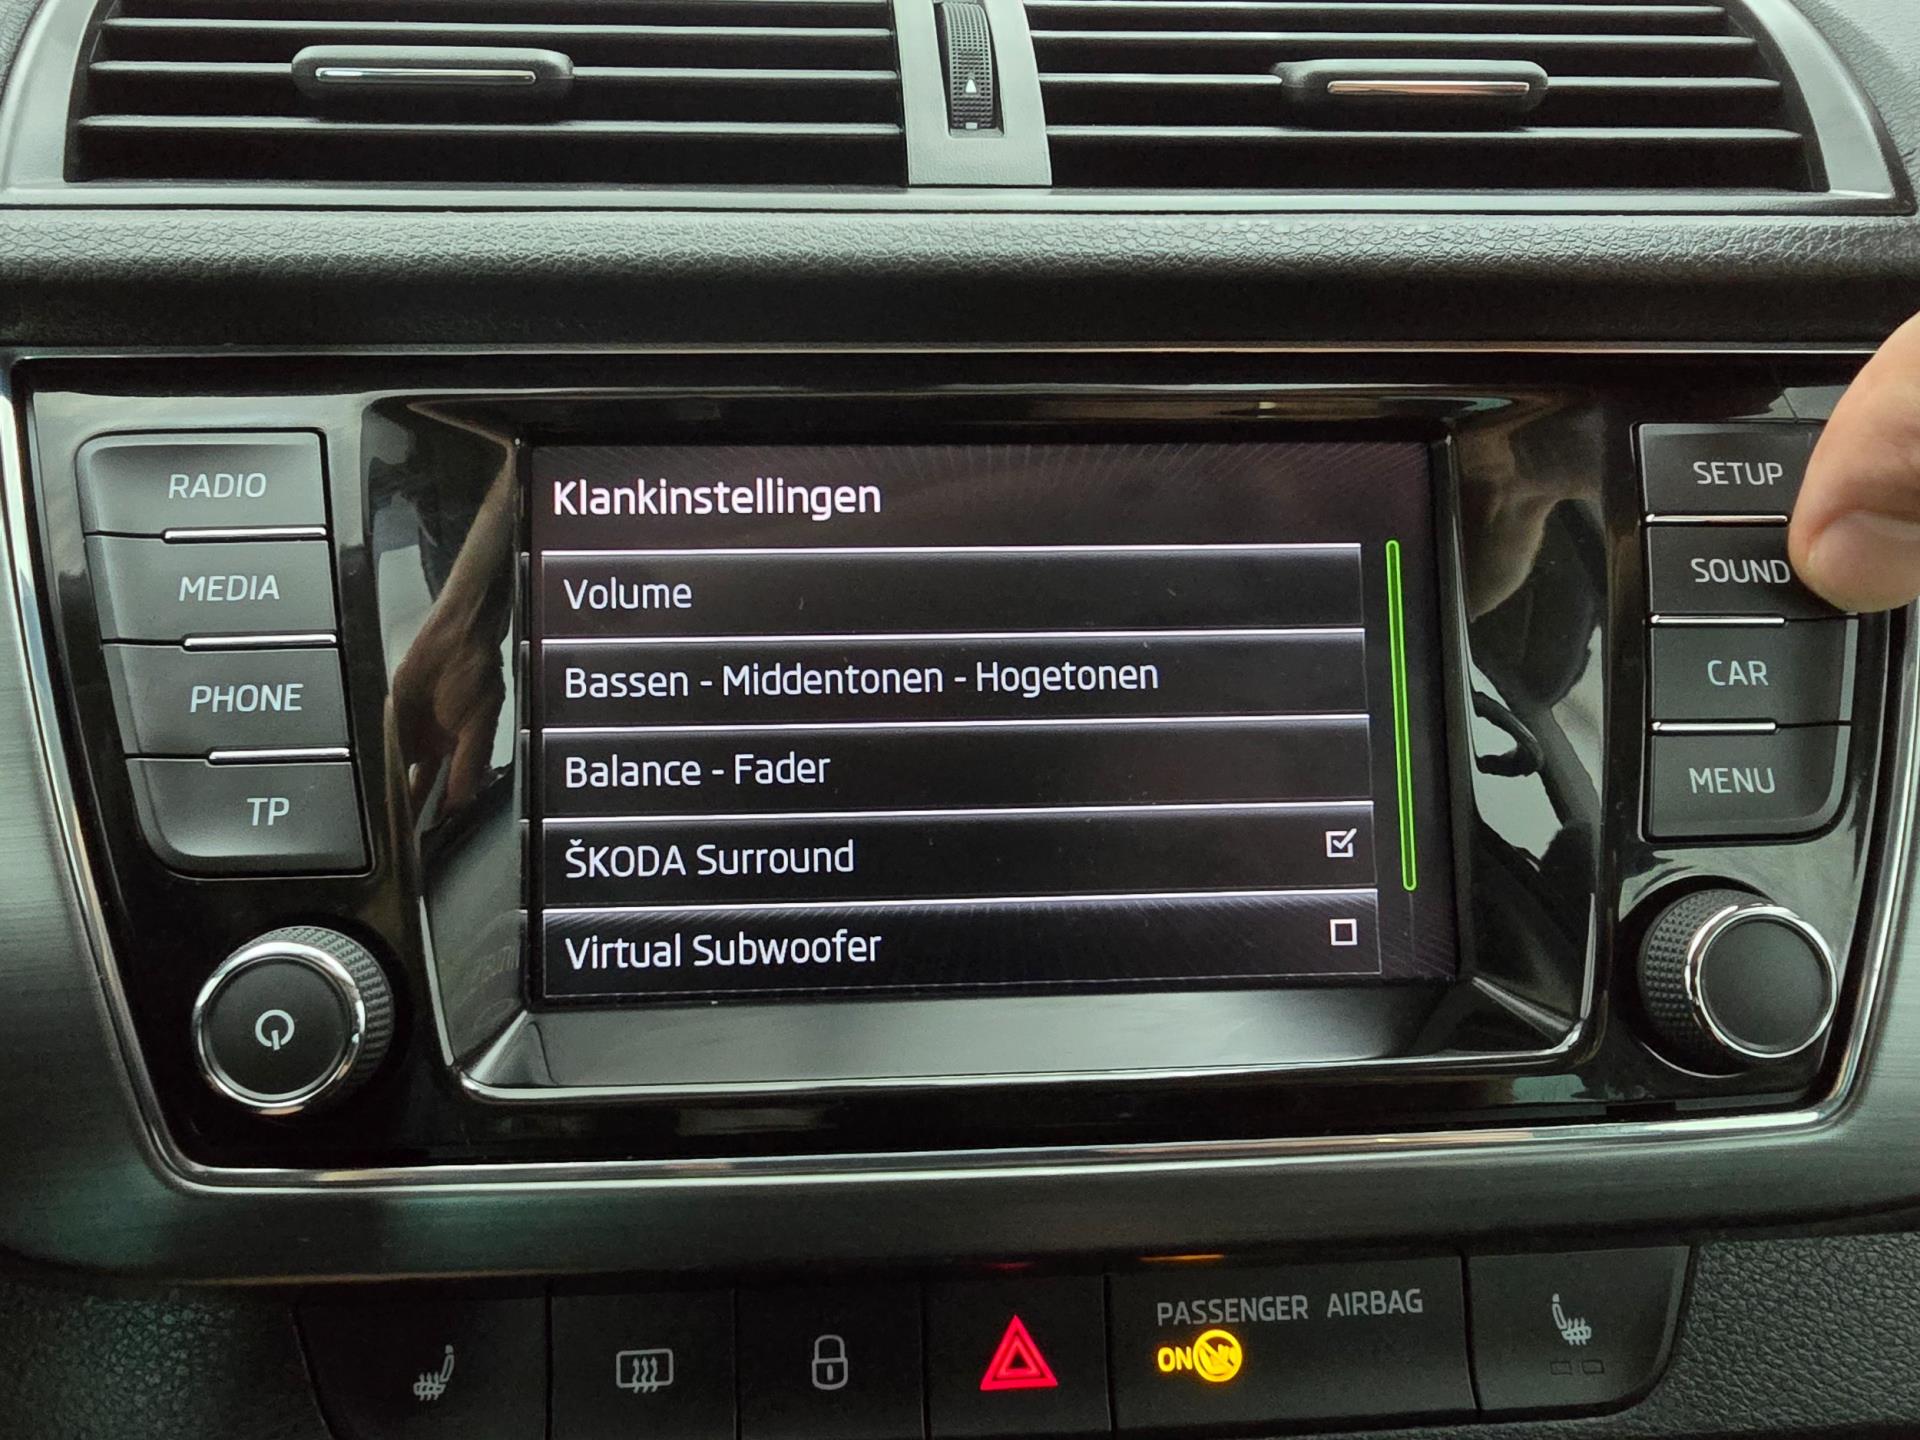 RADIO
MEDIA
PHONE
TP
Klankinstellingen
Volume
Bassen - Middentonen - Hogetonen
Balance - Fader
ŠKODA Surround
Virtual Subwoofer
SETUP
SOUND
CAR
MENU
PASSENGER AIRBAG
ON